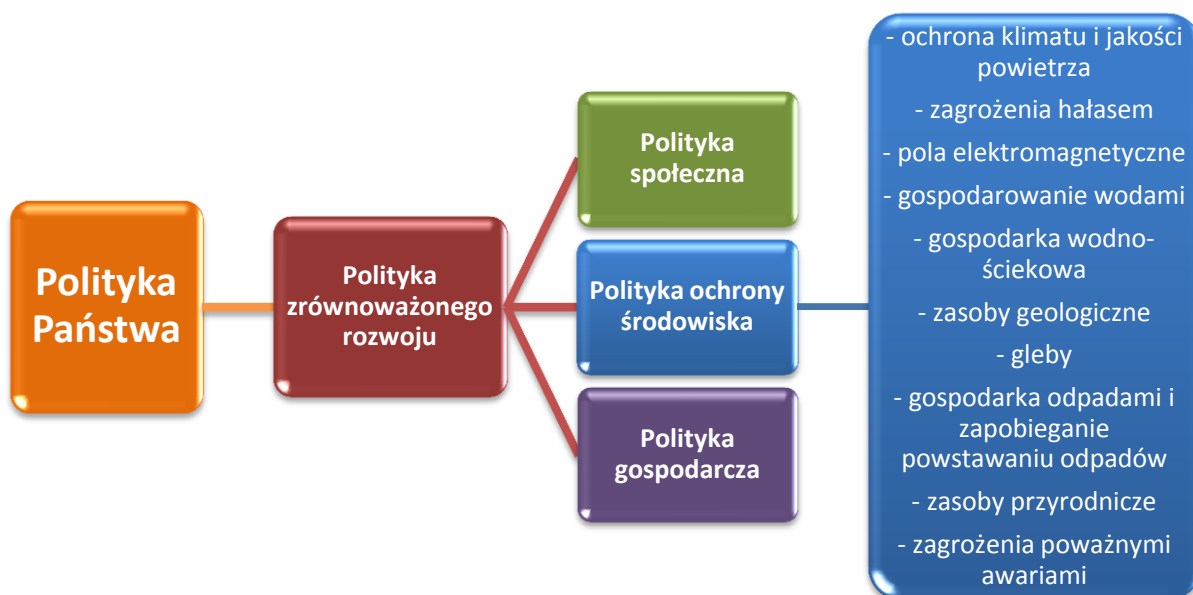 Polityka
Państwa
Polityka
zrównoważonego
rozwoju
Polityka
społeczna
Polityka ochrony
środowiska
Polityka
gospodarcza
- ochrona klimatu i jakości
powietrza
- zagrożenia hałasem
- pola elektromagnetyczne
- gospodarowanie wodami
- gospodarka wodno-
ściekowa
- zasoby geologiczne
- gleby
- gospodarka odpadami i
zapobieganie
powstawaniu odpadów
- zasoby przyrodnicze
- zagrożenia poważnymi
awariami